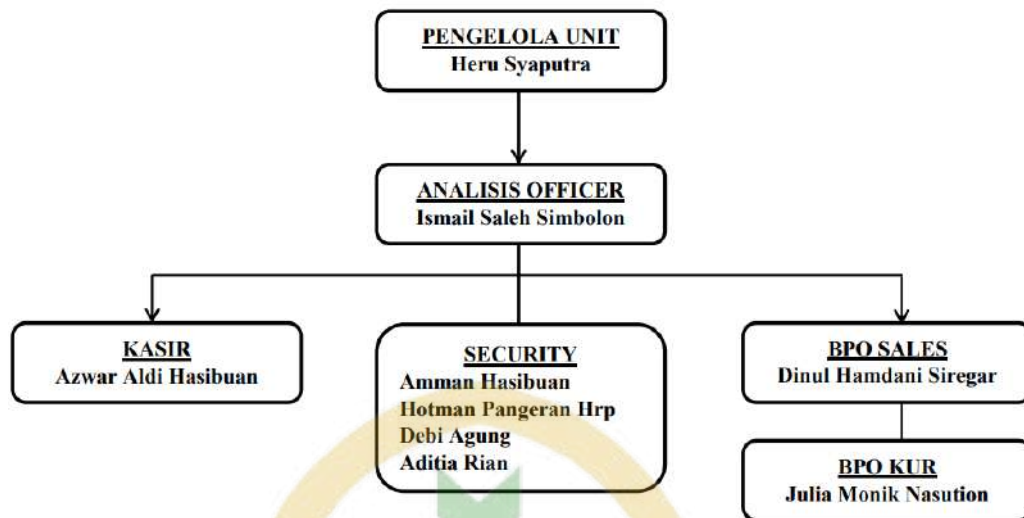 PENGELOLA UNIT
Heru Syaputra
ANALISIS OFFICER
Ismail Saleh Simbolon
KASIR
Azwar Aldi Hasibuan
SECURITY
Amman Hasibuan
Hotman Pangeran Hrp
Debi Agung
Aditia Rian
BPO SALES
Dinul Hamdani Siregar
BPO KUR
Julia Monik Nasution